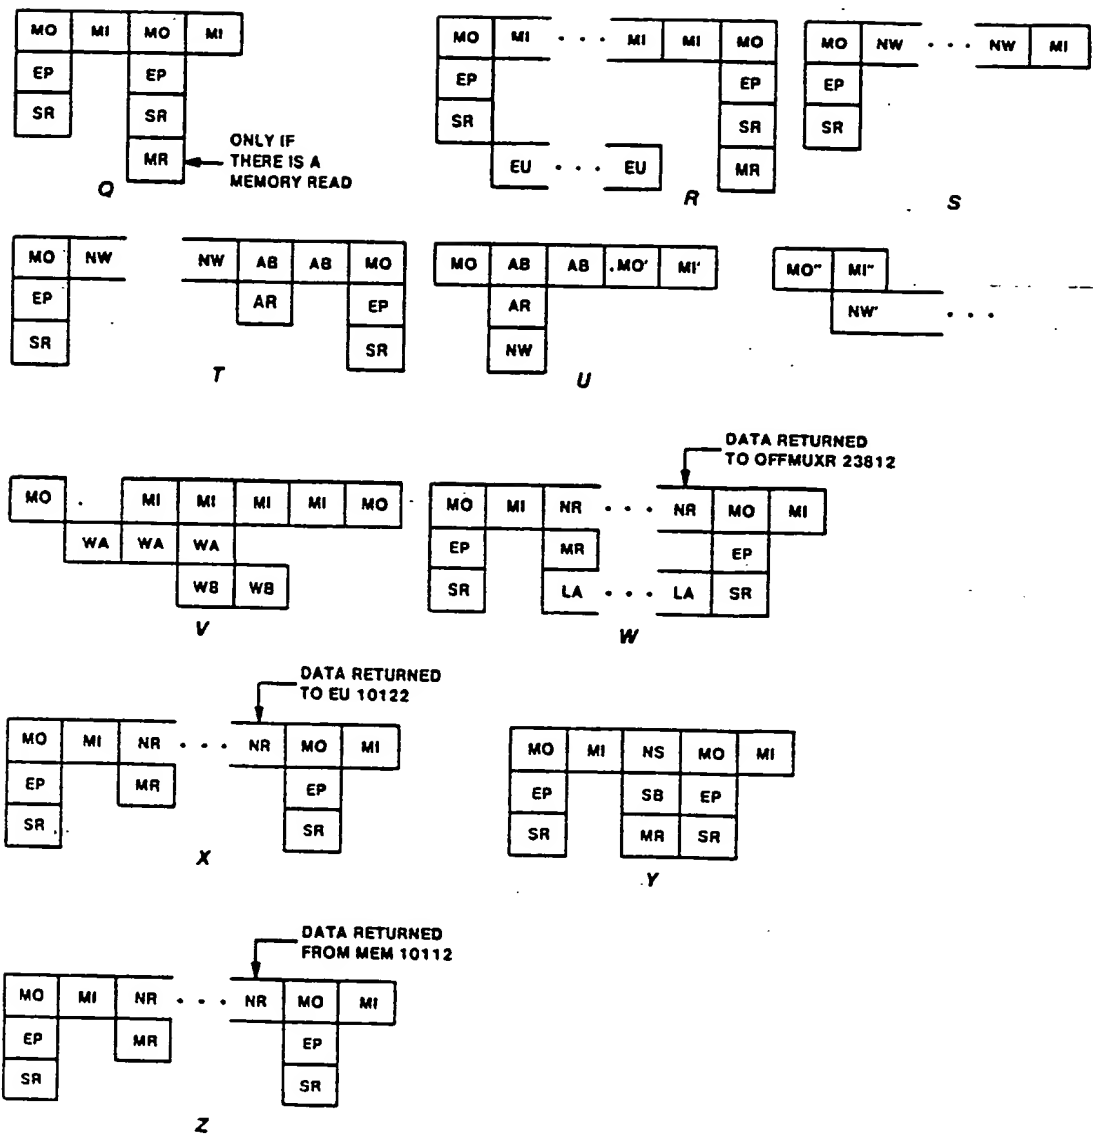 MO MI MO MI
EP EP
SR SR
MR
ONLY IF
THERE IS A
MEMORY READ
Q
MO MI . . . MI MI MO
EP EP
SR SR
EU . . . EU MR
R
MO NW . . . NW MI
EP
SR
S
MO NW NW AB AB MO
EP AR EP
SR SR
T
MO AB AB MO' MI'
AR
NW
U
MO" MI"
NW' . . .
MO MI MI MI MI MO
WA WA WA
WB WB
V
DATA RETURNED
TO OFFMUXR 23812
MO MI NR . . . NR MO MI
EP MR EP
SR LA . . . LA SR
W
DATA RETURNED
TO EU 10122
MO MI NR . . . NR MO MI
EP MR EP
SR SR
X
MO MI NS MO MI
EP SB EP
SR MR SR
Y
DATA RETURNED
FROM MEM 10112
MO MI NR . . . NR MO MI
EP MR EP
SR SR
Z